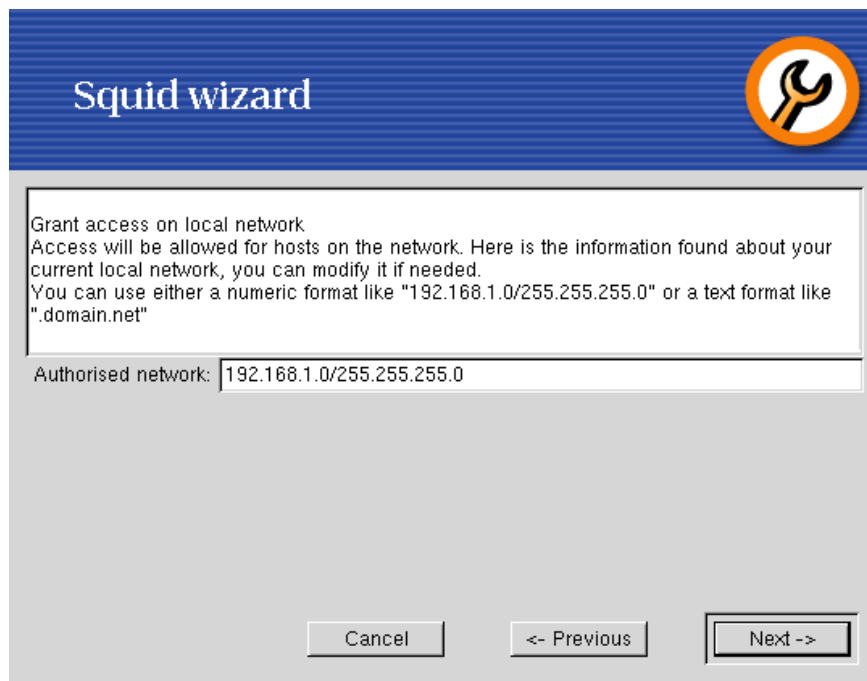 Squid wizard
Grant access on local network
Access will be allowed for hosts on the network. Here is the information found about your
current local network, you can modify it if needed.
You can use either a numeric format like "192.168.1.0/255.255.255.0" or a text format like
".domain.net"
Authorised network: 192.168.1.0/255.255.255.0
Cancel <- Previous Next ->